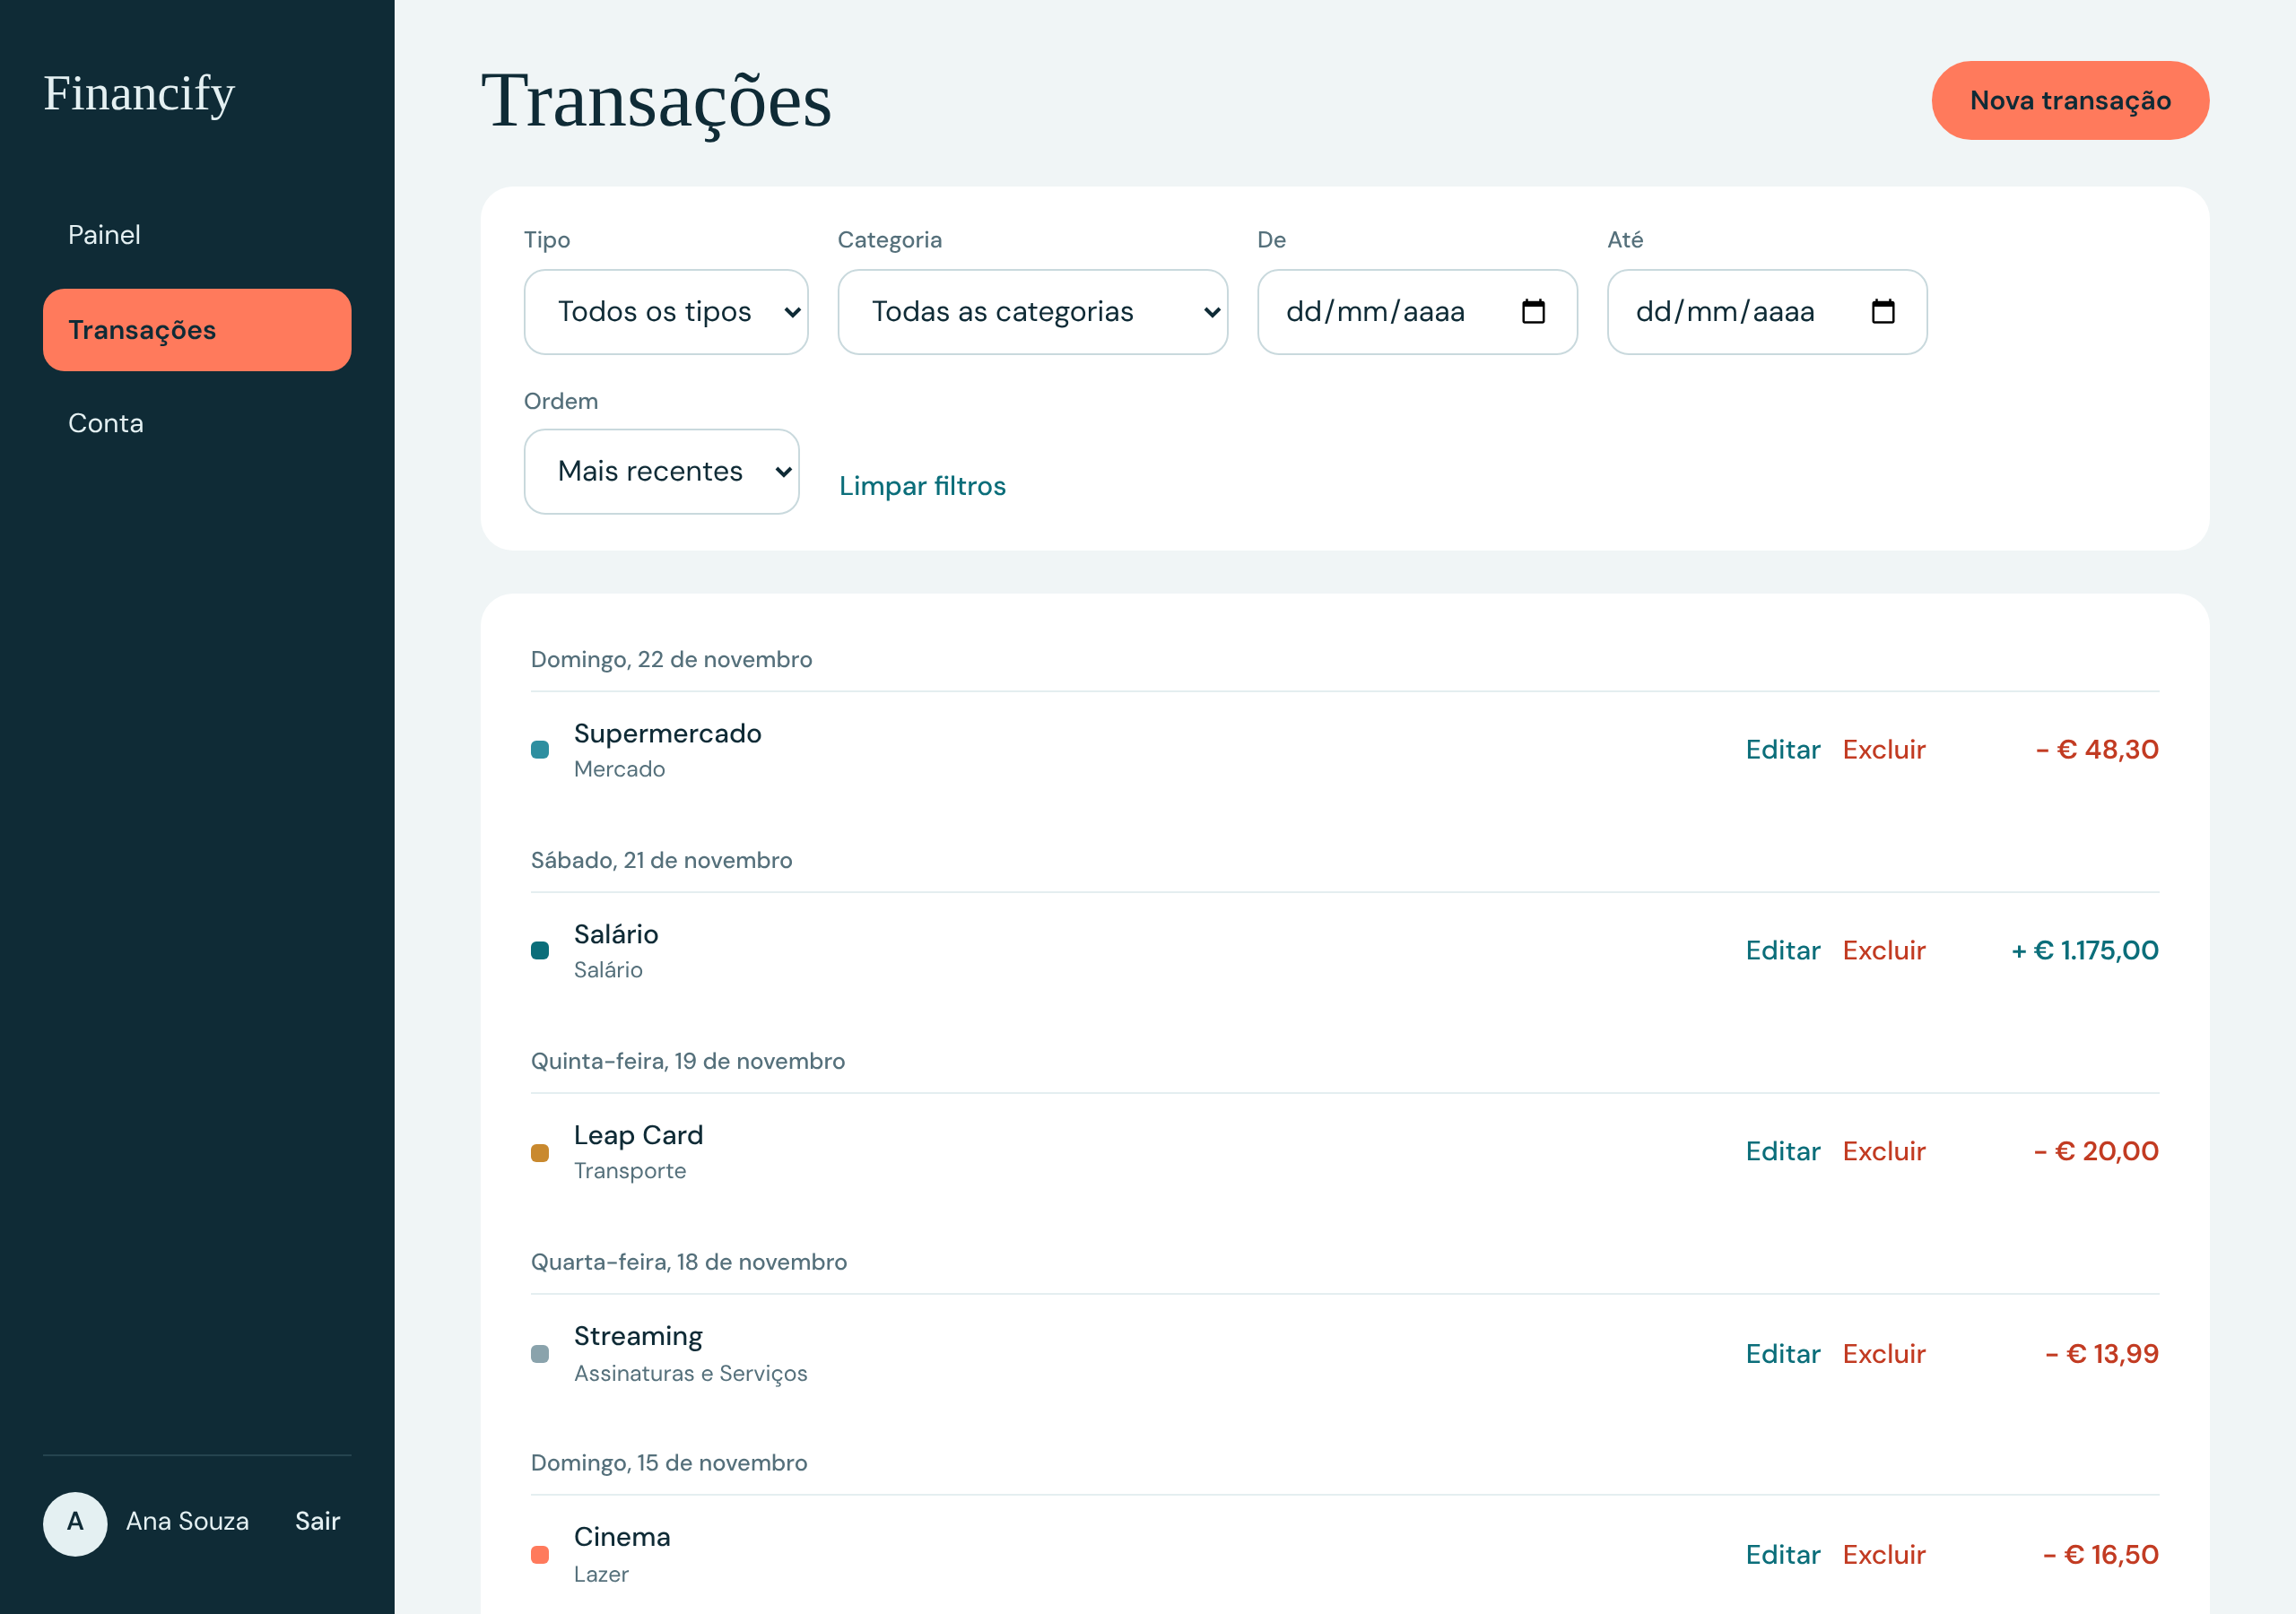 Financify
Painel
Transações
Conta
A
Ana Souza
Sair
Transações
Nova transação
Tipo
Categoria
De
Até
Todos os tipos
Todas as categorias
dd/mm/aaaa
dd/mm/aaaa
Ordem
Mais recentes
Limpar filtros
Domingo, 22 de novembro
Supermercado
Mercado
Editar Excluir - € 48,30
Sábado, 21 de novembro
Salário
Salário
Editar Excluir + € 1.175,00
Quinta-feira, 19 de novembro
Leap Card
Transporte
Editar Excluir - € 20,00
Quarta-feira, 18 de novembro
Streaming
Assinaturas e Serviços
Editar Excluir - € 13,99
Domingo, 15 de novembro
Cinema
Lazer
Editar Excluir - € 16,50